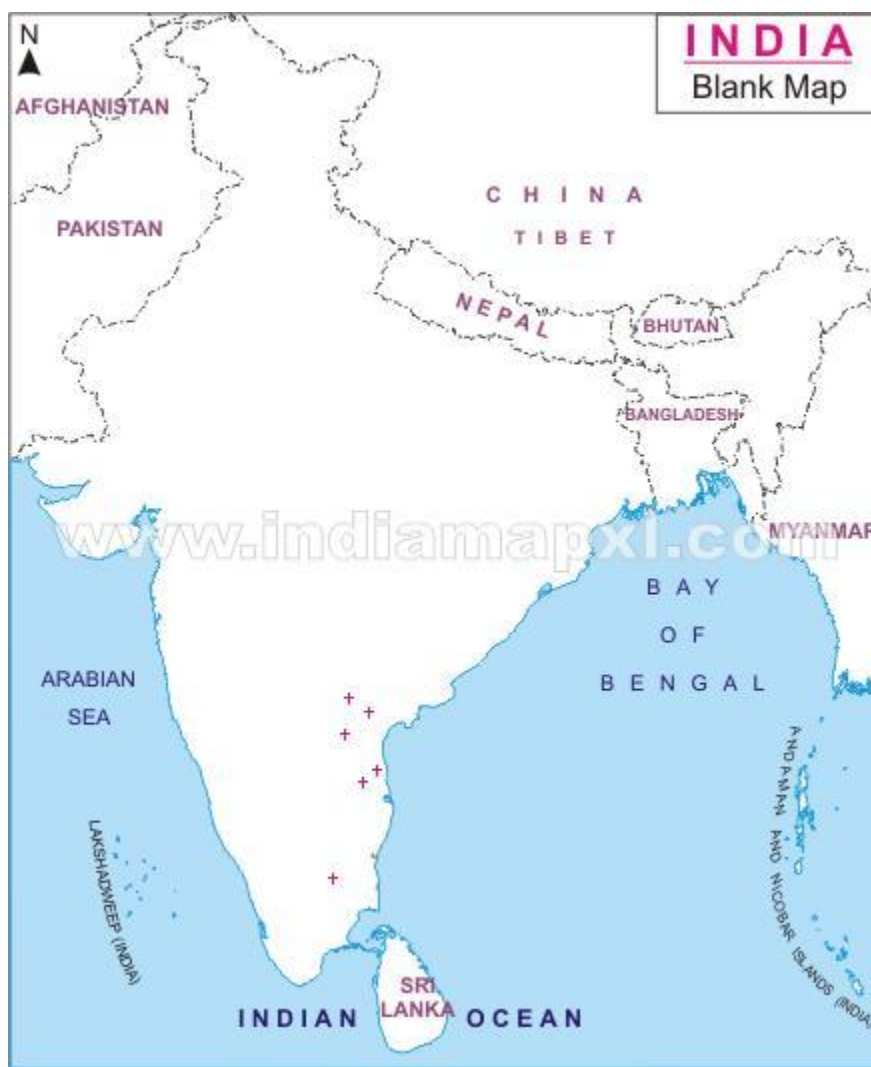 N
INDIA
Blank Map
AFGHANISTAN
CHINA
TIBET
PAKISTAN
NEPAL
BHUTAN
BANGLADESH
www.indiamapxl.com
MYANMAR
BAY
OF
BENGAL
ARABIAN
SEA
ANDAMAN AND NICOBAR ISLANDS (INDIA)
LAKSHADWEEP (INDIA)
SRI
LANKA
INDIAN OCEAN